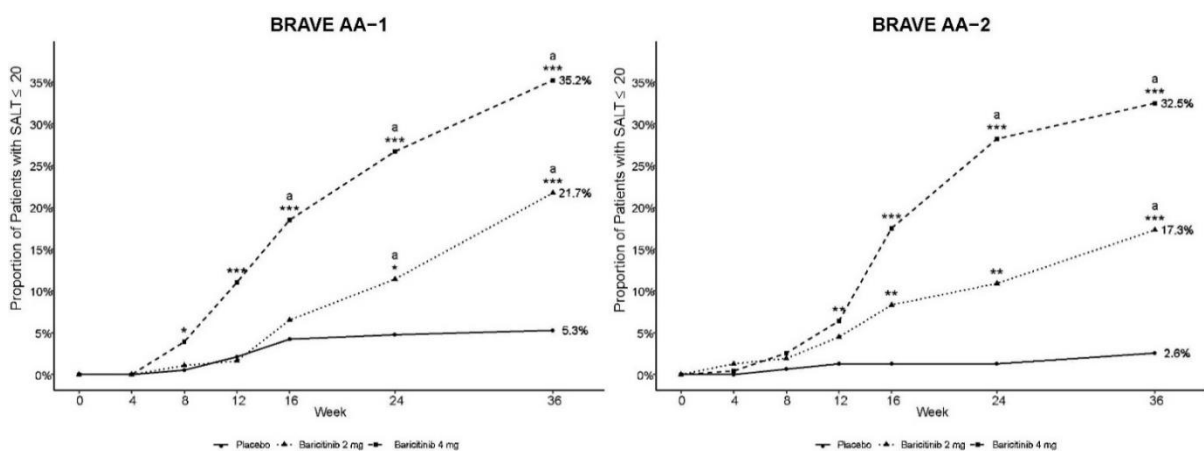 BRAVE AA−1
Proportion of Patients with SALT ≤ 20
35%
30%
25%
20%
15%
10%
5%
0%
*
***
a
***
a
***
a
***
35.2%
a
*
a
***
21.7%
5.3%
0 4 8 12 16 24 36
Week
Placebo Baricitinib 2 mg Baricitinib 4 mg
BRAVE AA−2
Proportion of Patients with SALT ≤ 20
35%
30%
25%
20%
15%
10%
5%
0%
**
***
a
***
a
***
32.5%
**
**
a
***
17.3%
2.6%
0 4 8 12 16 24 36
Week
Placebo Baricitinib 2 mg Baricitinib 4 mg